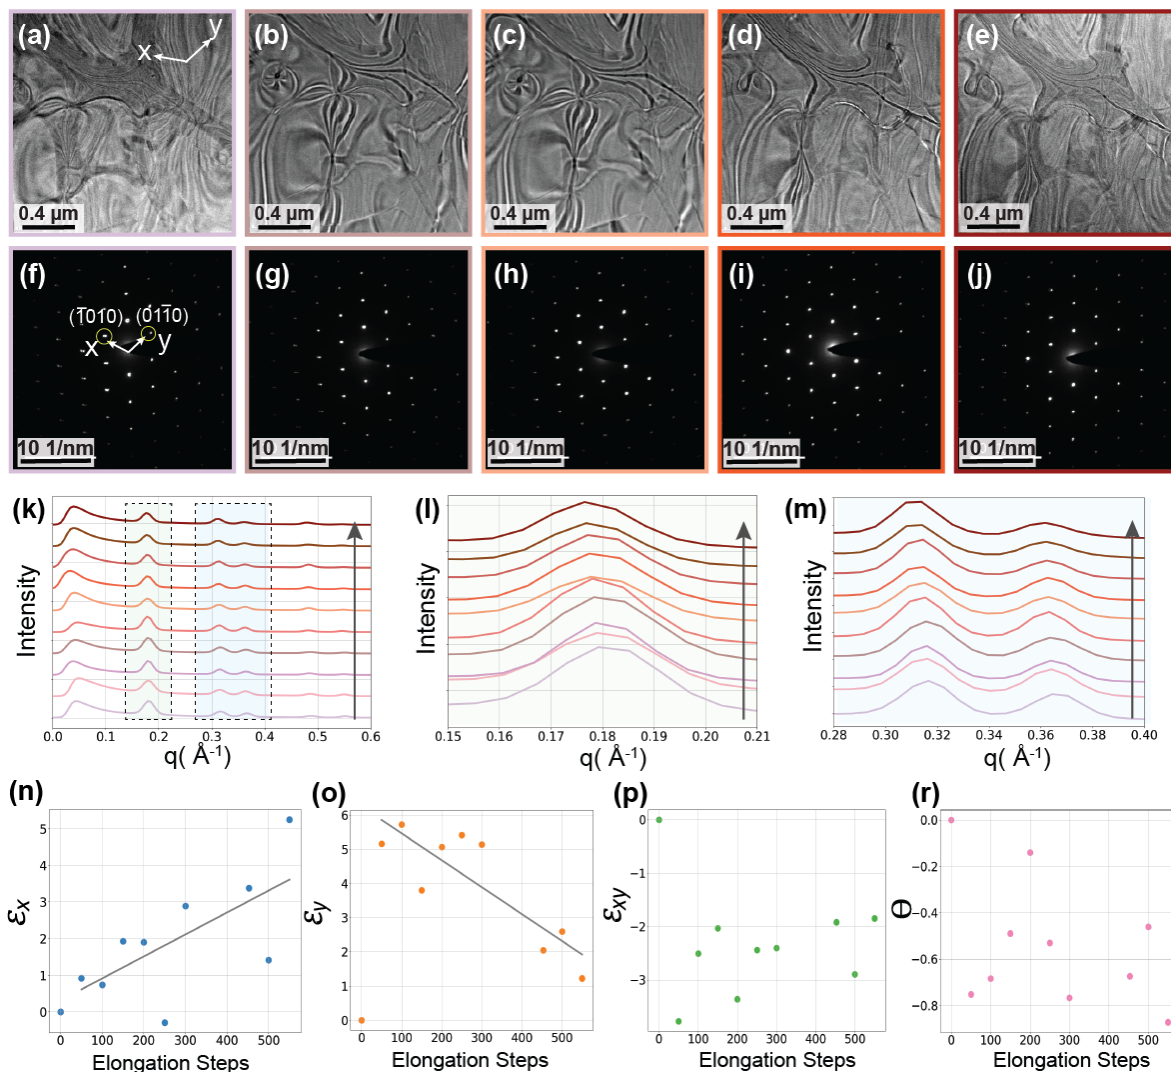 (a) x y (b) (c) (d) (e)
0.4 µm 0.4 µm 0.4 µm 0.4 µm 0.4 µm
(f) (g) (h) (i) (j)
(1̅010) (011̅0)
x y
10 1/nm 10 1/nm 10 1/nm 10 1/nm 10 1/nm
(k) (l) (m)
Intensity Intensity Intensity
0.0 0.1 0.2 0.3 0.4 0.5 0.6 0.15 0.16 0.17 0.18 0.19 0.20 0.21 0.28 0.30 0.32 0.34 0.36 0.38 0.40
q( Å⁻¹) q( Å⁻¹) q( Å⁻¹)
(n) (o) (p) (r)
5
4
3
2
1
0
εx
0 100 200 300 400 500
Elongation Steps
6
5
4
3
2
1
0
εy
0 100 200 300 400 500
Elongation Steps
0
−1
−2
−3
εxy
0 100 200 300 400 500
Elongation Steps
0.0
−0.2
−0.4
−0.6
−0.8
Θ
0 100 200 300 400 500
Elongation Steps